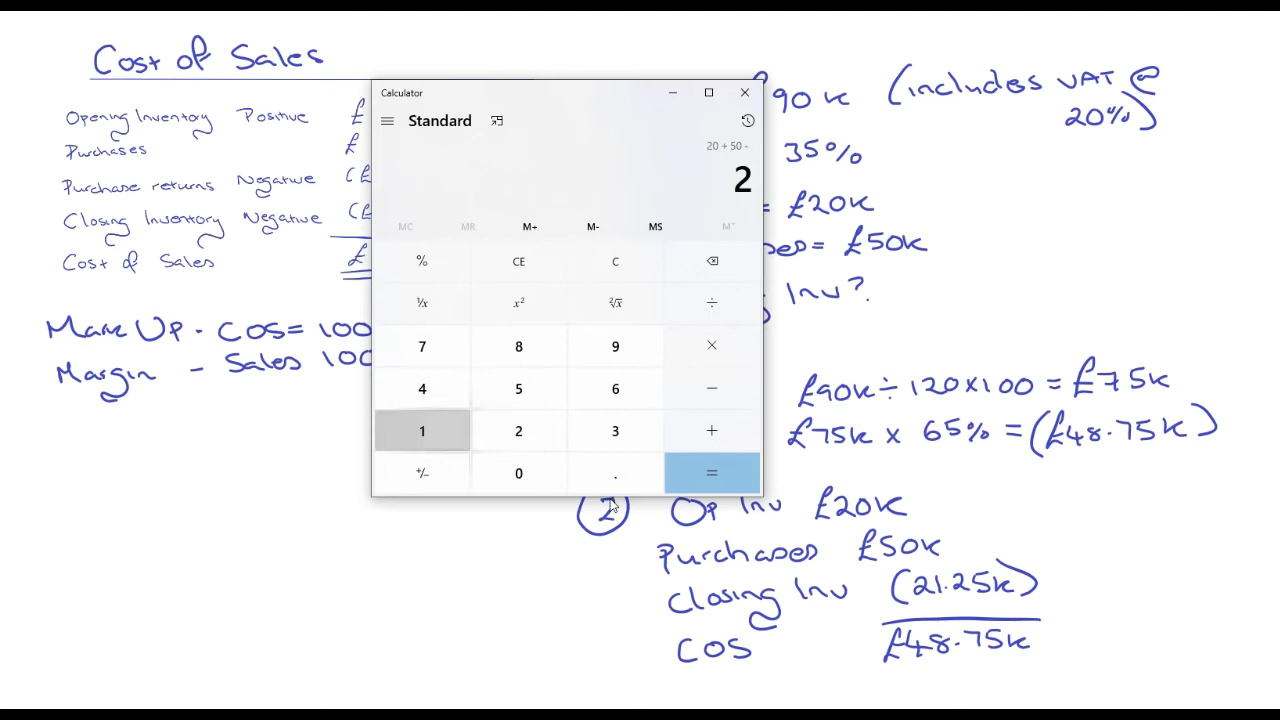 Cost of Sales
Opening Inventory Positive £
Purchases £
Purchase returns Negative (£
Closing Inventory Negative (£
Cost of Sales £
Mark Up - COS = 100
Margin - Sales 100
Calculator
Standard
20 + 50 -
2
MC MR M+ M- MS M˅
% CE C
¹/x x² ²√x ÷
7 8 9 ×
4 5 6 −
1 2 3 +
+/- 0 . =
£90k (includes VAT @
20%)
35%
= £20k
ses = £50k
Inv?
£90k ÷ 120 x 100 = £75k
£75k x 65% = (£48.75k)
2 Op Inv £20k
Purchases £50k
Closing Inv (21.25k)
COS £48.75k